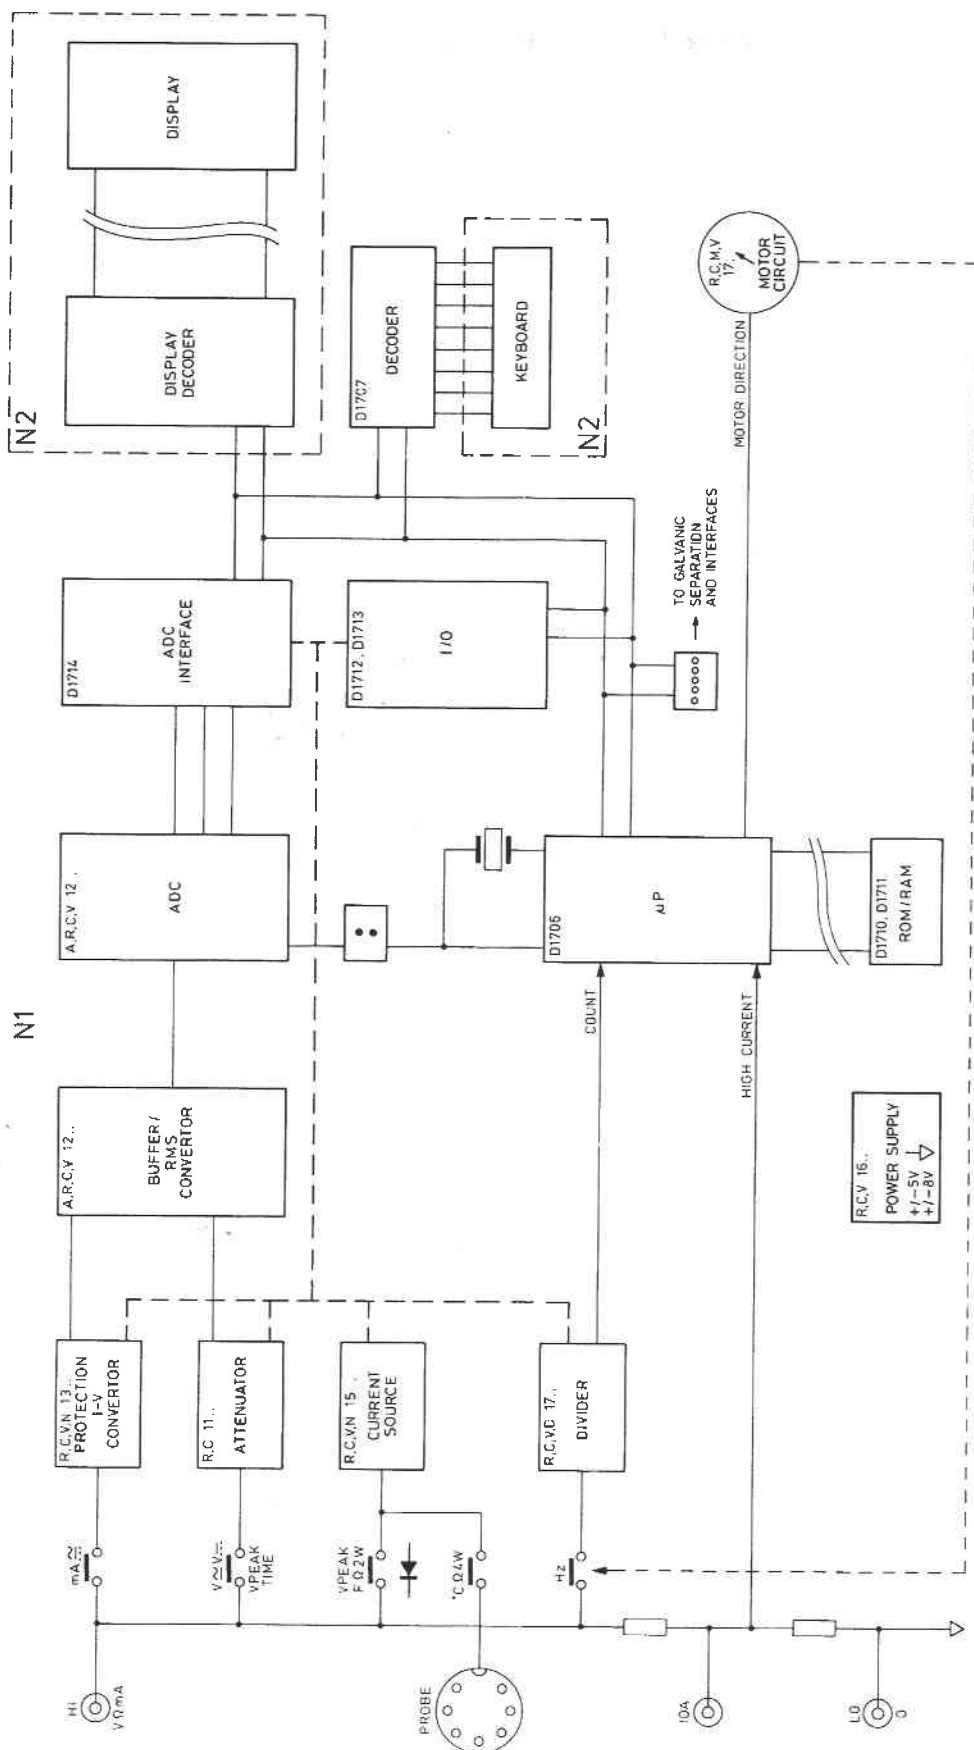 N2
DISPLAY
DISPLAY
DECODER
D1707
DECODER
KEYBOARD
N2
R,C,M,V
17..
MOTOR
CIRCUIT
MOTOR DIRECTION
TO GALVANIC
SEPARATION
AND INTERFACES
D1714
ADC
INTERFACE
D1712, D1713
I/O
A,R,C,V 12..
ADC
D1705
µP
D1710, D1711
ROM/RAM
N1
A,R,C,V 12..
BUFFER/
RMS
CONVERTOR
COUNT
HIGH CURRENT
R,C,V 16..
POWER SUPPLY
+/-5V
+/-8V
R,C,V,N 13..
PROTECTION
I-V
CONVERTOR
R,C 11..
ATTENUATOR
R,C,V,N 15..
CURRENT
SOURCE
R,C,V,D 17..
DIVIDER
mA
V V
VPEAK
TIME
VPEAK
F Ω2W
°C Ω4W
Hz
Hi
VΩmA
PROBE
10A
LO
0